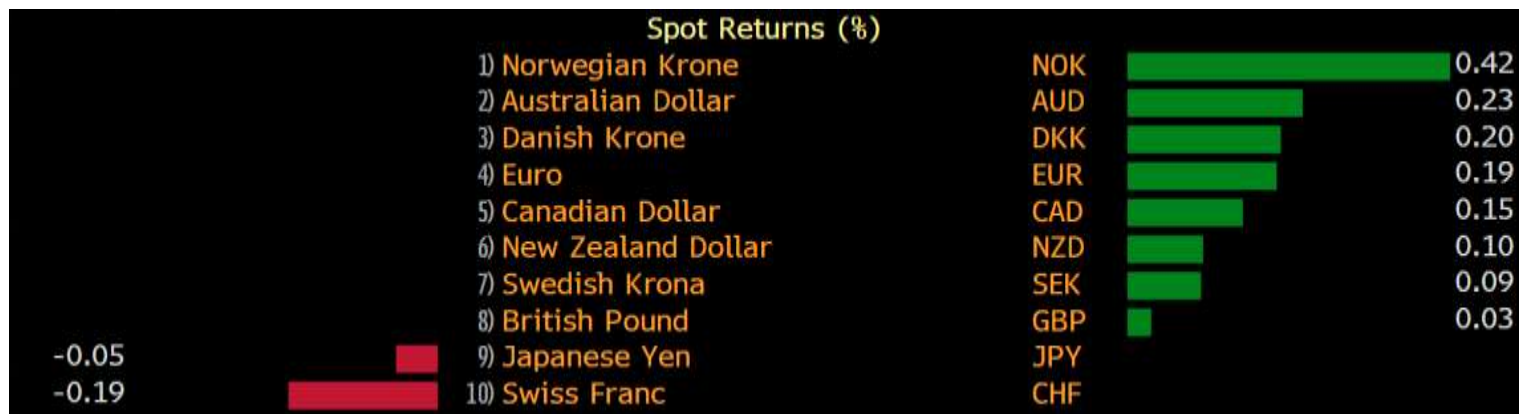 Spot Returns (%)
1) Norwegian Krone NOK 0.42
2) Australian Dollar AUD 0.23
3) Danish Krone DKK 0.20
4) Euro EUR 0.19
5) Canadian Dollar CAD 0.15
6) New Zealand Dollar NZD 0.10
7) Swedish Krona SEK 0.09
8) British Pound GBP 0.03
-0.05 9) Japanese Yen JPY
-0.19 10) Swiss Franc CHF